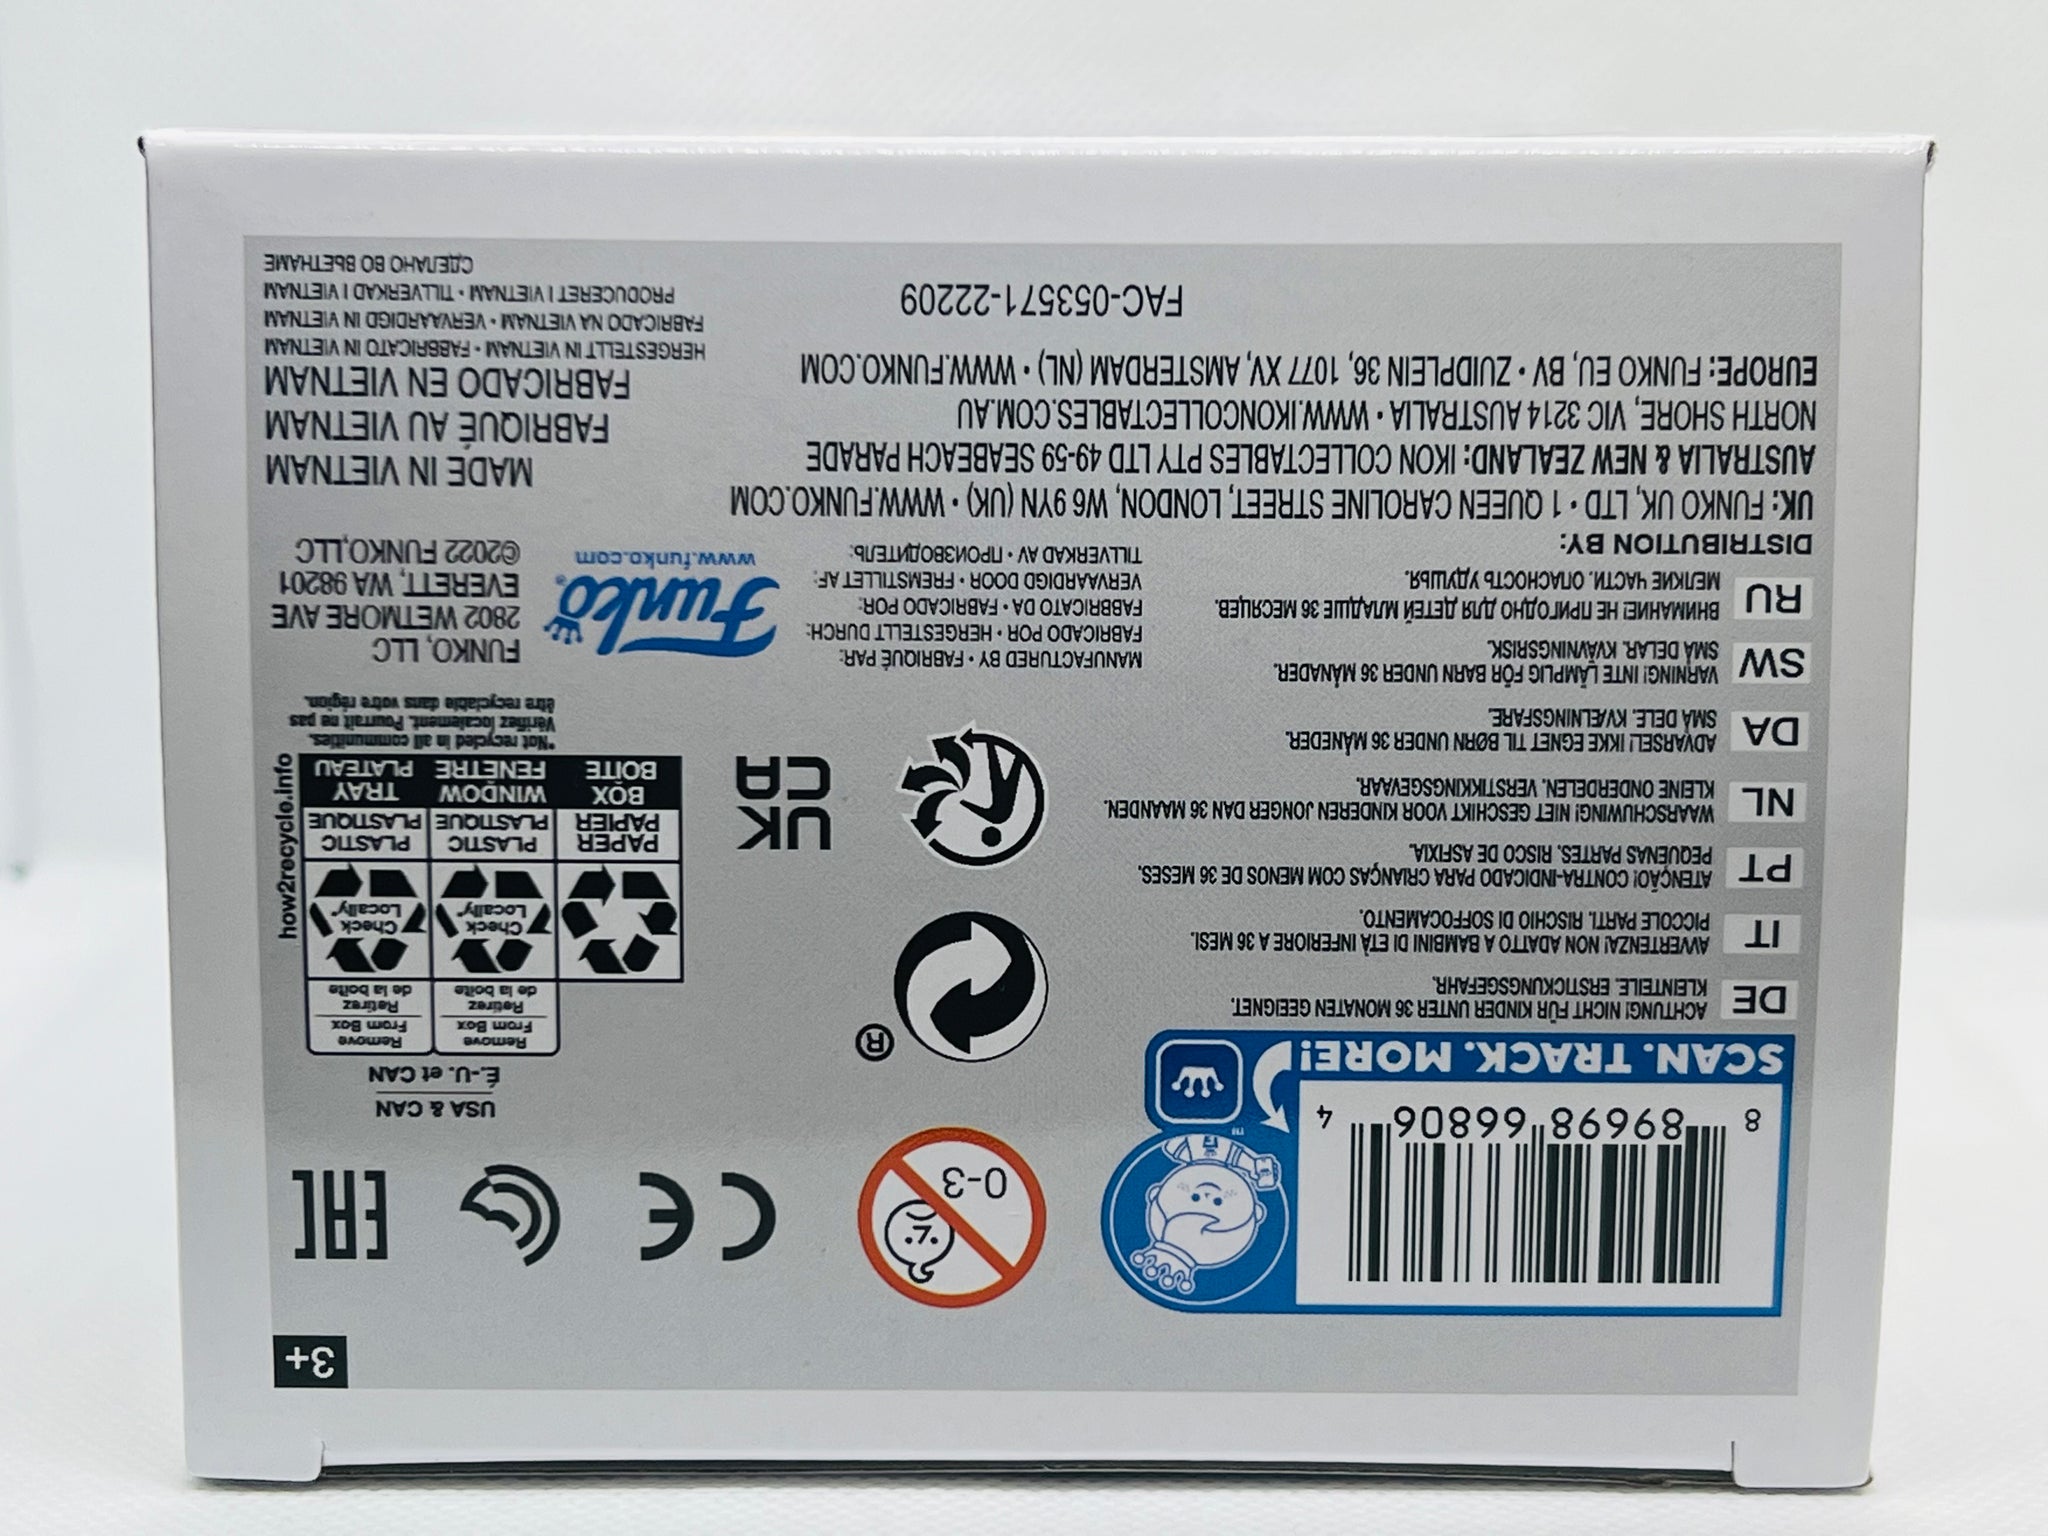 8 89698 66806 4
SCAN. TRACK. MORE!
TM
0-3
CE
EAC
3+
DE
ACHTUNG! NICHT FÜR KINDER UNTER 36 MONATEN GEEIGNET.
KLEINTEILE. ERSTICKUNGSGEFAHR.
IT
AVVERTENZA! NON ADATTO A BAMBINI DI ETÀ INFERIORE A 36 MESI.
PICCOLE PARTI. RISCHIO DI SOFFOCAMENTO.
PT
ATENÇÃO! CONTRA-INDICADO PARA CRIANÇAS COM MENOS DE 36 MESES.
PEQUENAS PARTES. RISCO DE ASFIXIA.
NL
WAARSCHUWING! NIET GESCHIKT VOOR KINDEREN JONGER DAN 36 MAANDEN.
KLEINE ONDERDELEN. VERSTIKKINGSGEVAAR.
DA
ADVARSEL! IKKE EGNET TIL BØRN UNDER 36 MÅNEDER.
SMÅ DELE. KVÆLNINGSFARE.
SW
VARNING! INTE LÄMPLIG FÖR BARN UNDER 36 MÅNADER.
SMÅ DELAR. KVÄVNINGSRISK.
RU
ВНИМАНИЕ! НЕ ПРИГОДНО ДЛЯ ДЕТЕЙ МЛАДШЕ 36 МЕСЯЦЕВ.
МЕЛКИЕ ЧАСТИ. ОПАСНОСТЬ УДУШЬЯ.
®
UK
CA
USA & CAN
É.-U. et CAN
Remove
From Box
Retirez
de la boîte
Remove
From Box
Retirez
de la boîte
Check
Locally*
Check
Locally*
PAPER
PAPIER
PLASTIC
PLASTIQUE
PLASTIC
PLASTIQUE
BOX
BOÎTE
WINDOW
FENÊTRE
TRAY
PLATEAU
how2recycle.info
*Not recycled in all communities.
Vérifiez localement. Pourrait ne pas
être recyclable dans votre région.
MANUFACTURED BY • FABRIQUÉ PAR:
FABRICADO POR • HERGESTELLT DURCH:
FABBRICATO DA • FABRICADO POR:
VERVAARDIGD DOOR • FREMSTILLET AF:
TILLVERKAD AV • ПРОИЗВОДИТЕЛЬ:
Funko®
www.funko.com
FUNKO, LLC
2802 WETMORE AVE
EVERETT, WA 98201
©2022 FUNKO,LLC
DISTRIBUTION BY:
UK: FUNKO UK, LTD • 1 QUEEN CAROLINE STREET, LONDON, W6 9YN (UK) • WWW.FUNKO.COM
AUSTRALIA & NEW ZEALAND: IKON COLLECTABLES PTY LTD 49-59 SEABEACH PARADE
NORTH SHORE, VIC 3214 AUSTRALIA • WWW.IKONCOLLECTABLES.COM.AU
EUROPE: FUNKO EU, BV • ZUIDPLEIN 36, 1077 XV, AMSTERDAM (NL) • WWW.FUNKO.COM
FAC-053571-22209
MADE IN VIETNAM
FABRIQUÉ AU VIETNAM
FABRICADO EN VIETNAM
HERGESTELLT IN VIETNAM • FABBRICATO IN VIETNAM
FABRICADO NA VIETNAM • VERVAARDIGD IN VIETNAM
PRODUCERET I VIETNAM • TILLVERKAD I VIETNAM
СДЕЛАНО ВО ВЬЕТНАМЕ